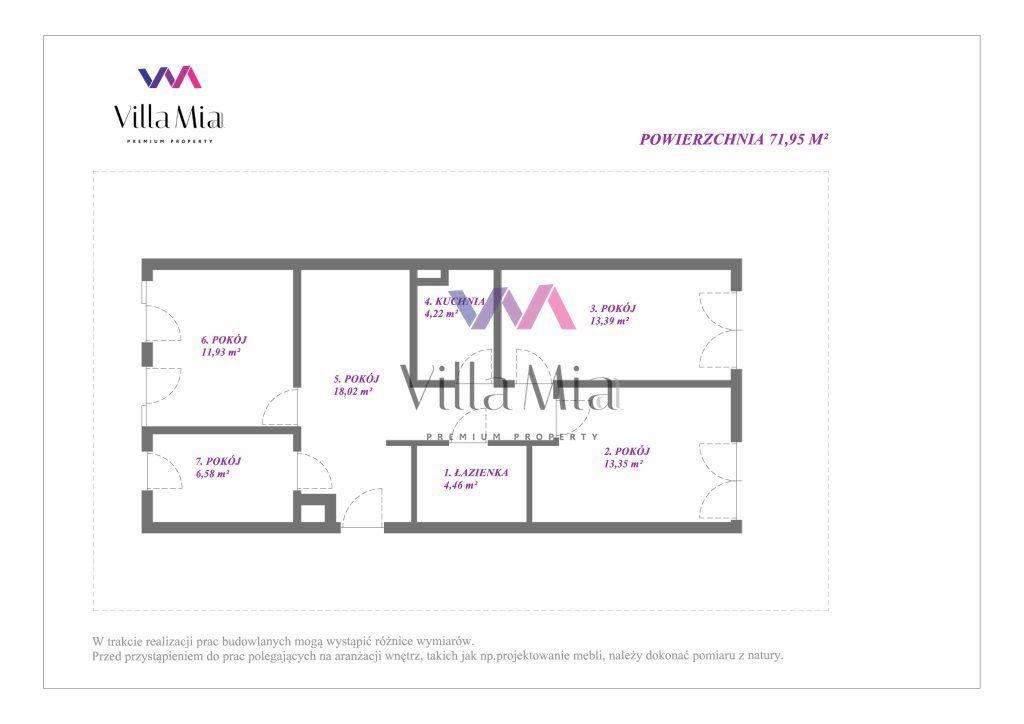 Villa Mia
PREMIUM PROPERTY
POWIERZCHNIA 71,95 M²
4. KUCHNIA
4,22 m²
3. POKÓJ
13,39 m²
6. POKÓJ
11,93 m²
5. POKÓJ
18,02 m²
Villa Mia
PREMIUM PROPERTY
2. POKÓJ
13,35 m²
7. POKÓJ
6,58 m²
1. ŁAZIENKA
4,46 m²
W trakcie realizacji prac budowlanych mogą wystąpić różnice wymiarów.
Przed przystąpieniem do prac polegających na aranżacji wnętrz, takich jak np.projektowanie mebli, należy dokonać pomiaru z natury.